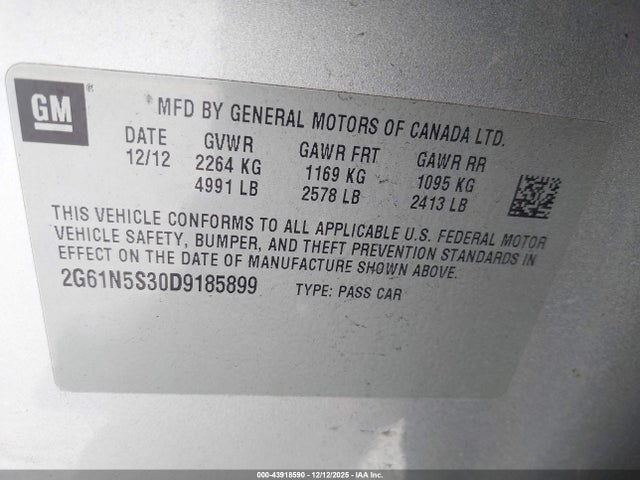 GM
MFD BY GENERAL MOTORS OF CANADA LTD.
DATE GVWR GAWR FRT GAWR RR
12/12 2264 KG 1169 KG 1095 KG
4991 LB 2578 LB 2413 LB
THIS VEHICLE CONFORMS TO ALL APPLICABLE U.S. FEDERAL MOTOR
VEHICLE SAFETY, BUMPER, AND THEFT PREVENTION STANDARDS IN
EFFECT ON THE DATE OF MANUFACTURE SHOWN ABOVE.
2G61N5S30D9185899 TYPE: PASS CAR
000-43918590 - 12/12/2025 - IAAI.COM